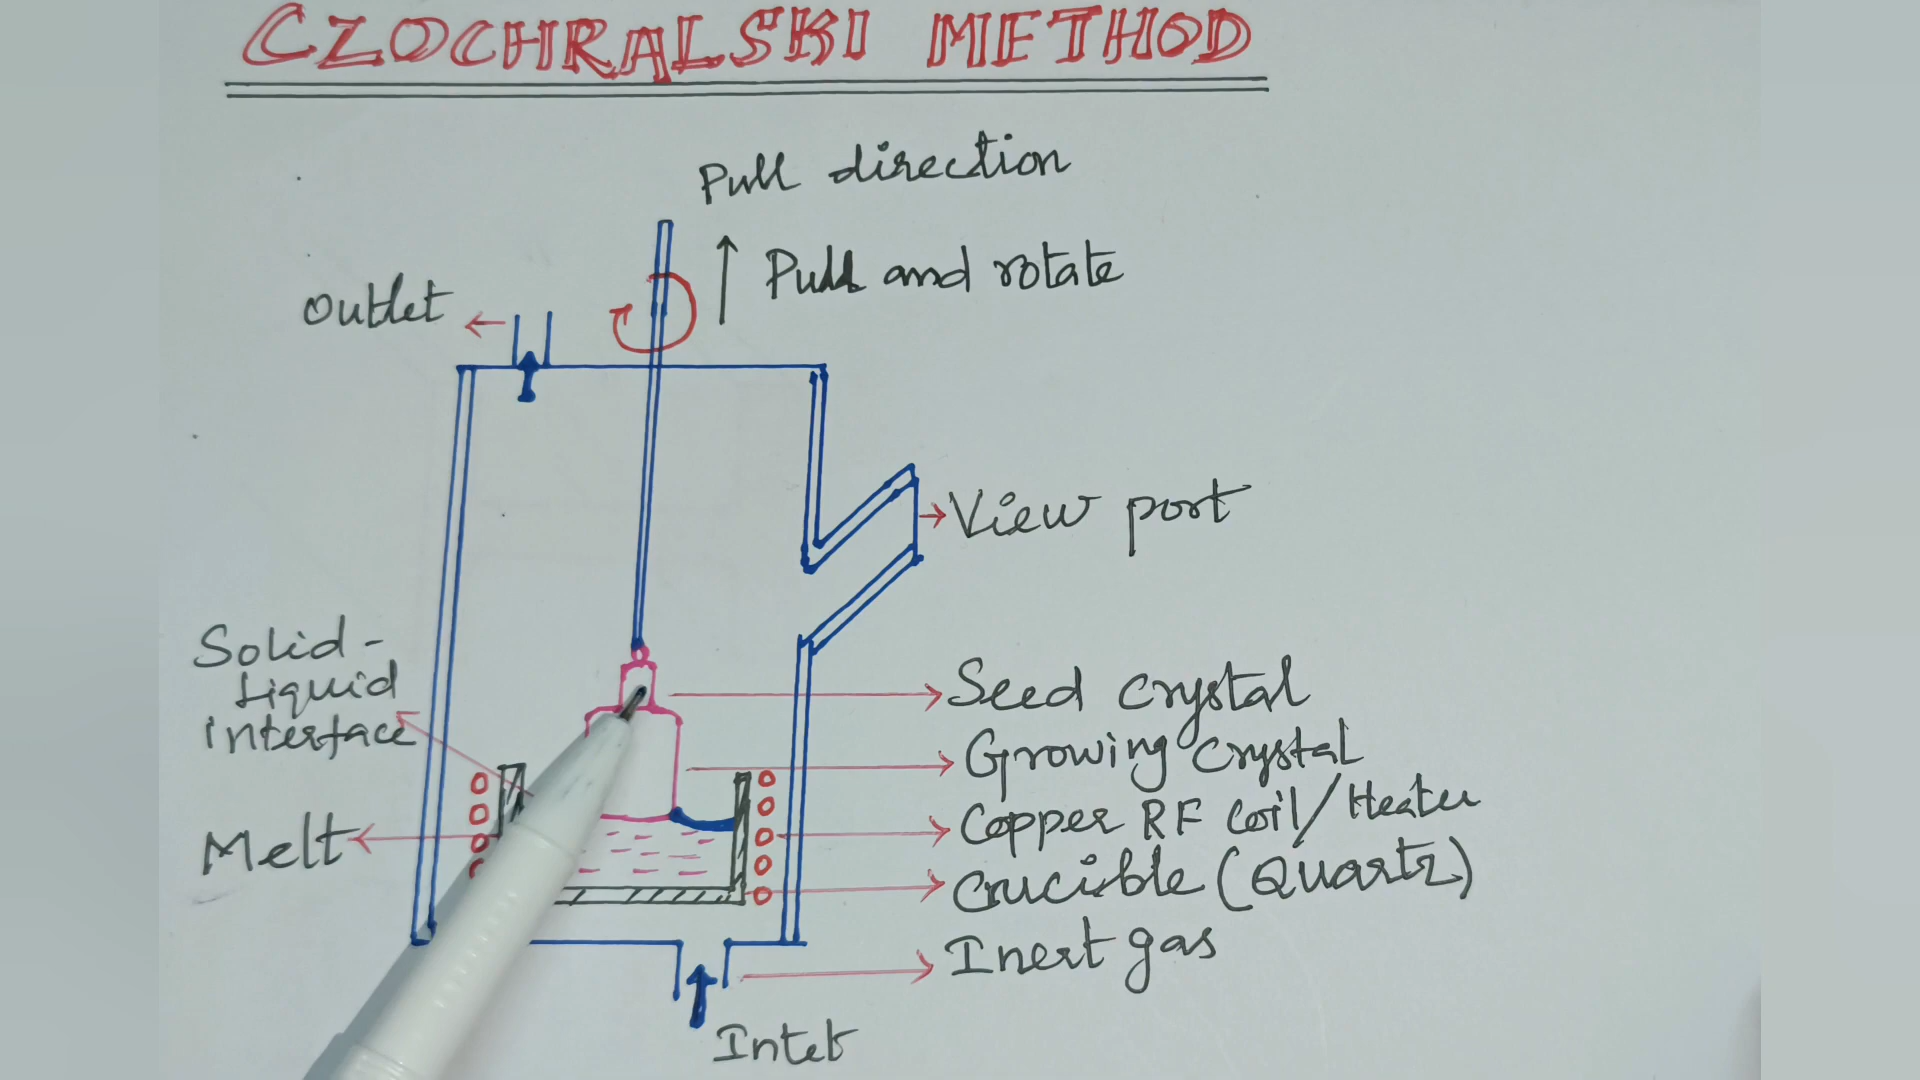 CZOCHRALSKI METHOD
Pull direction
Pull and rotate
Outlet
View port
Solid-
Liquid
interface
Seed crystal
Growing crystal
Copper RF coil/Heater
Melt
Crucible (Quartz)
Inert gas
Intet